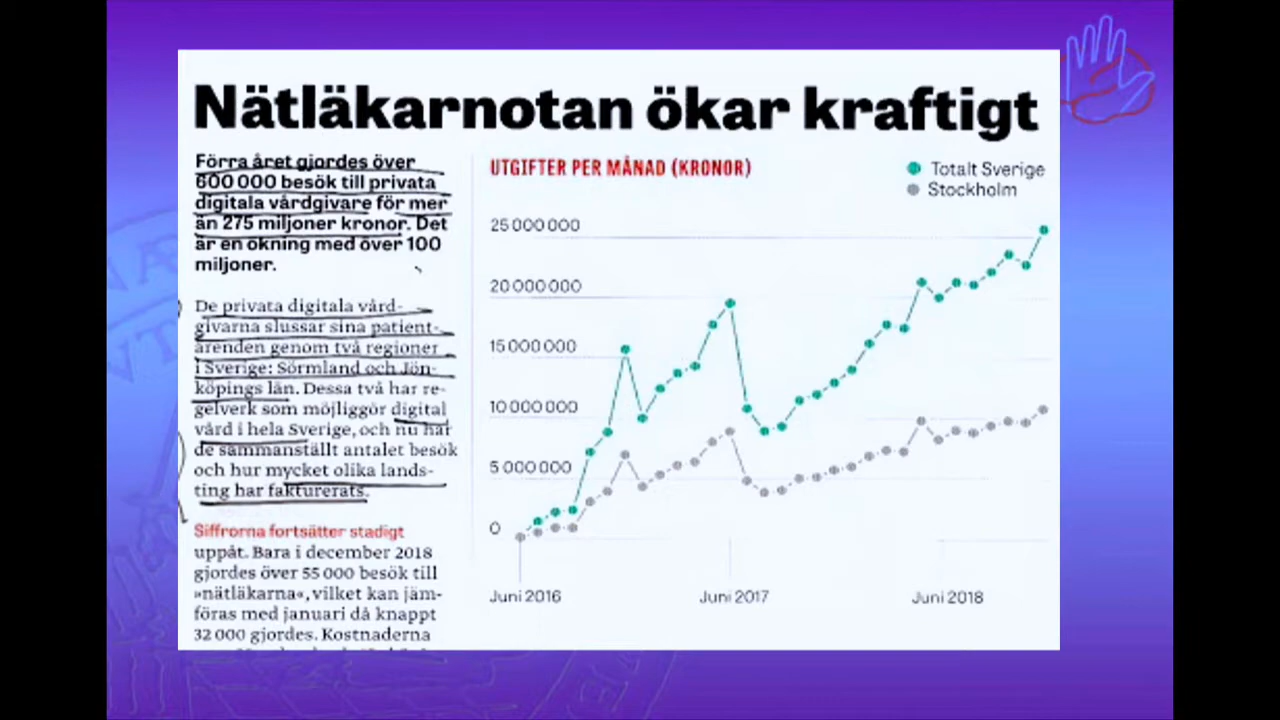 Nätläkarnotan ökar kraftigt
Förra året gjordes över
600 000 besök till privata
digitala vårdgivare för mer
än 275 miljoner kronor. Det
är en ökning med över 100
miljoner.
De privata digitala vård-
givarna slussar sina patient-
ärenden genom två regioner
i Sverige: Sörmland och Jön-
köpings län. Dessa två har re-
gelverk som möjliggör digital
vård i hela Sverige, och nu har
de sammanställt antalet besök
och hur mycket olika lands-
ting har fakturerats.
Siffrorna fortsätter stadigt
uppåt. Bara i december 2018
gjordes över 55 000 besök till
»nätläkarna«, vilket kan jäm-
föras med januari då knappt
32 000 gjordes. Kostnaderna
UTGIFTER PER MÅNAD (KRONOR)
Totalt Sverige
Stockholm
25 000 000
20 000 000
15 000 000
10 000 000
5 000 000
0
Juni 2016
Juni 2017
Juni 2018